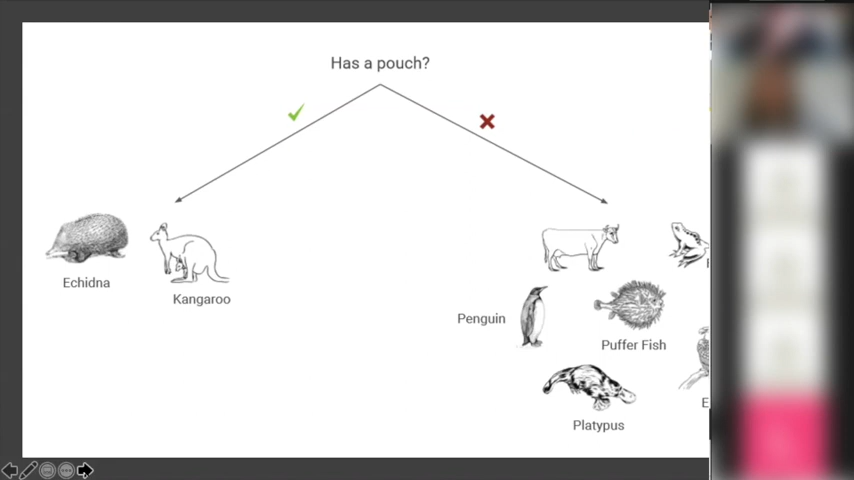 Has a pouch?
Echidna
Kangaroo
Penguin
Puffer Fish
Platypus